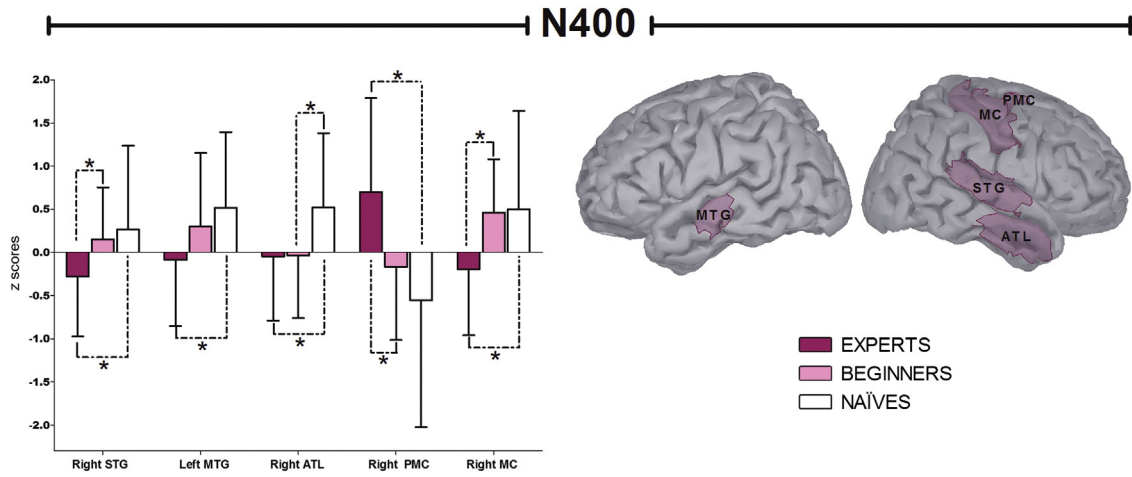 N400
2.0
1.5
1.0
0.5
0.0
-0.5
-1.0
-1.5
-2.0
z scores
* * * * *
* * * * *
Right STG
Left MTG
Right ATL
Right PMC
Right MC
MTG
PMC
MC
STG
ATL
EXPERTS
BEGINNERS
NAÏVES